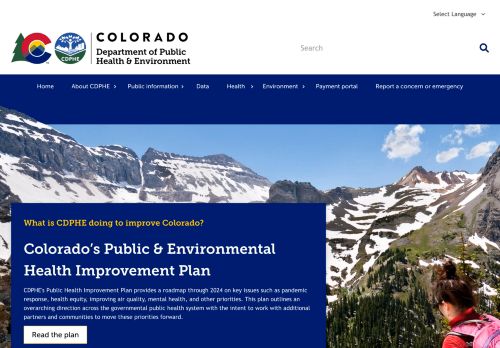 Select Language
CDPHE
COLORADO
Department of Public
Health & Environment
Search
Home About CDPHE Public information Data Health Environment Payment portal Report a concern or emergency
What is CDPHE doing to improve Colorado?
Colorado's Public & Environmental
Health Improvement Plan
CDPHE's Public Health Improvement Plan provides a roadmap through 2024 on key issues such as pandemic
response, health equity, improving air quality, mental health, and other priorities. This plan outlines an
overarching direction across the governmental public health system with the intent to work with additional
partners and communities to move these priorities forward.
Read the plan